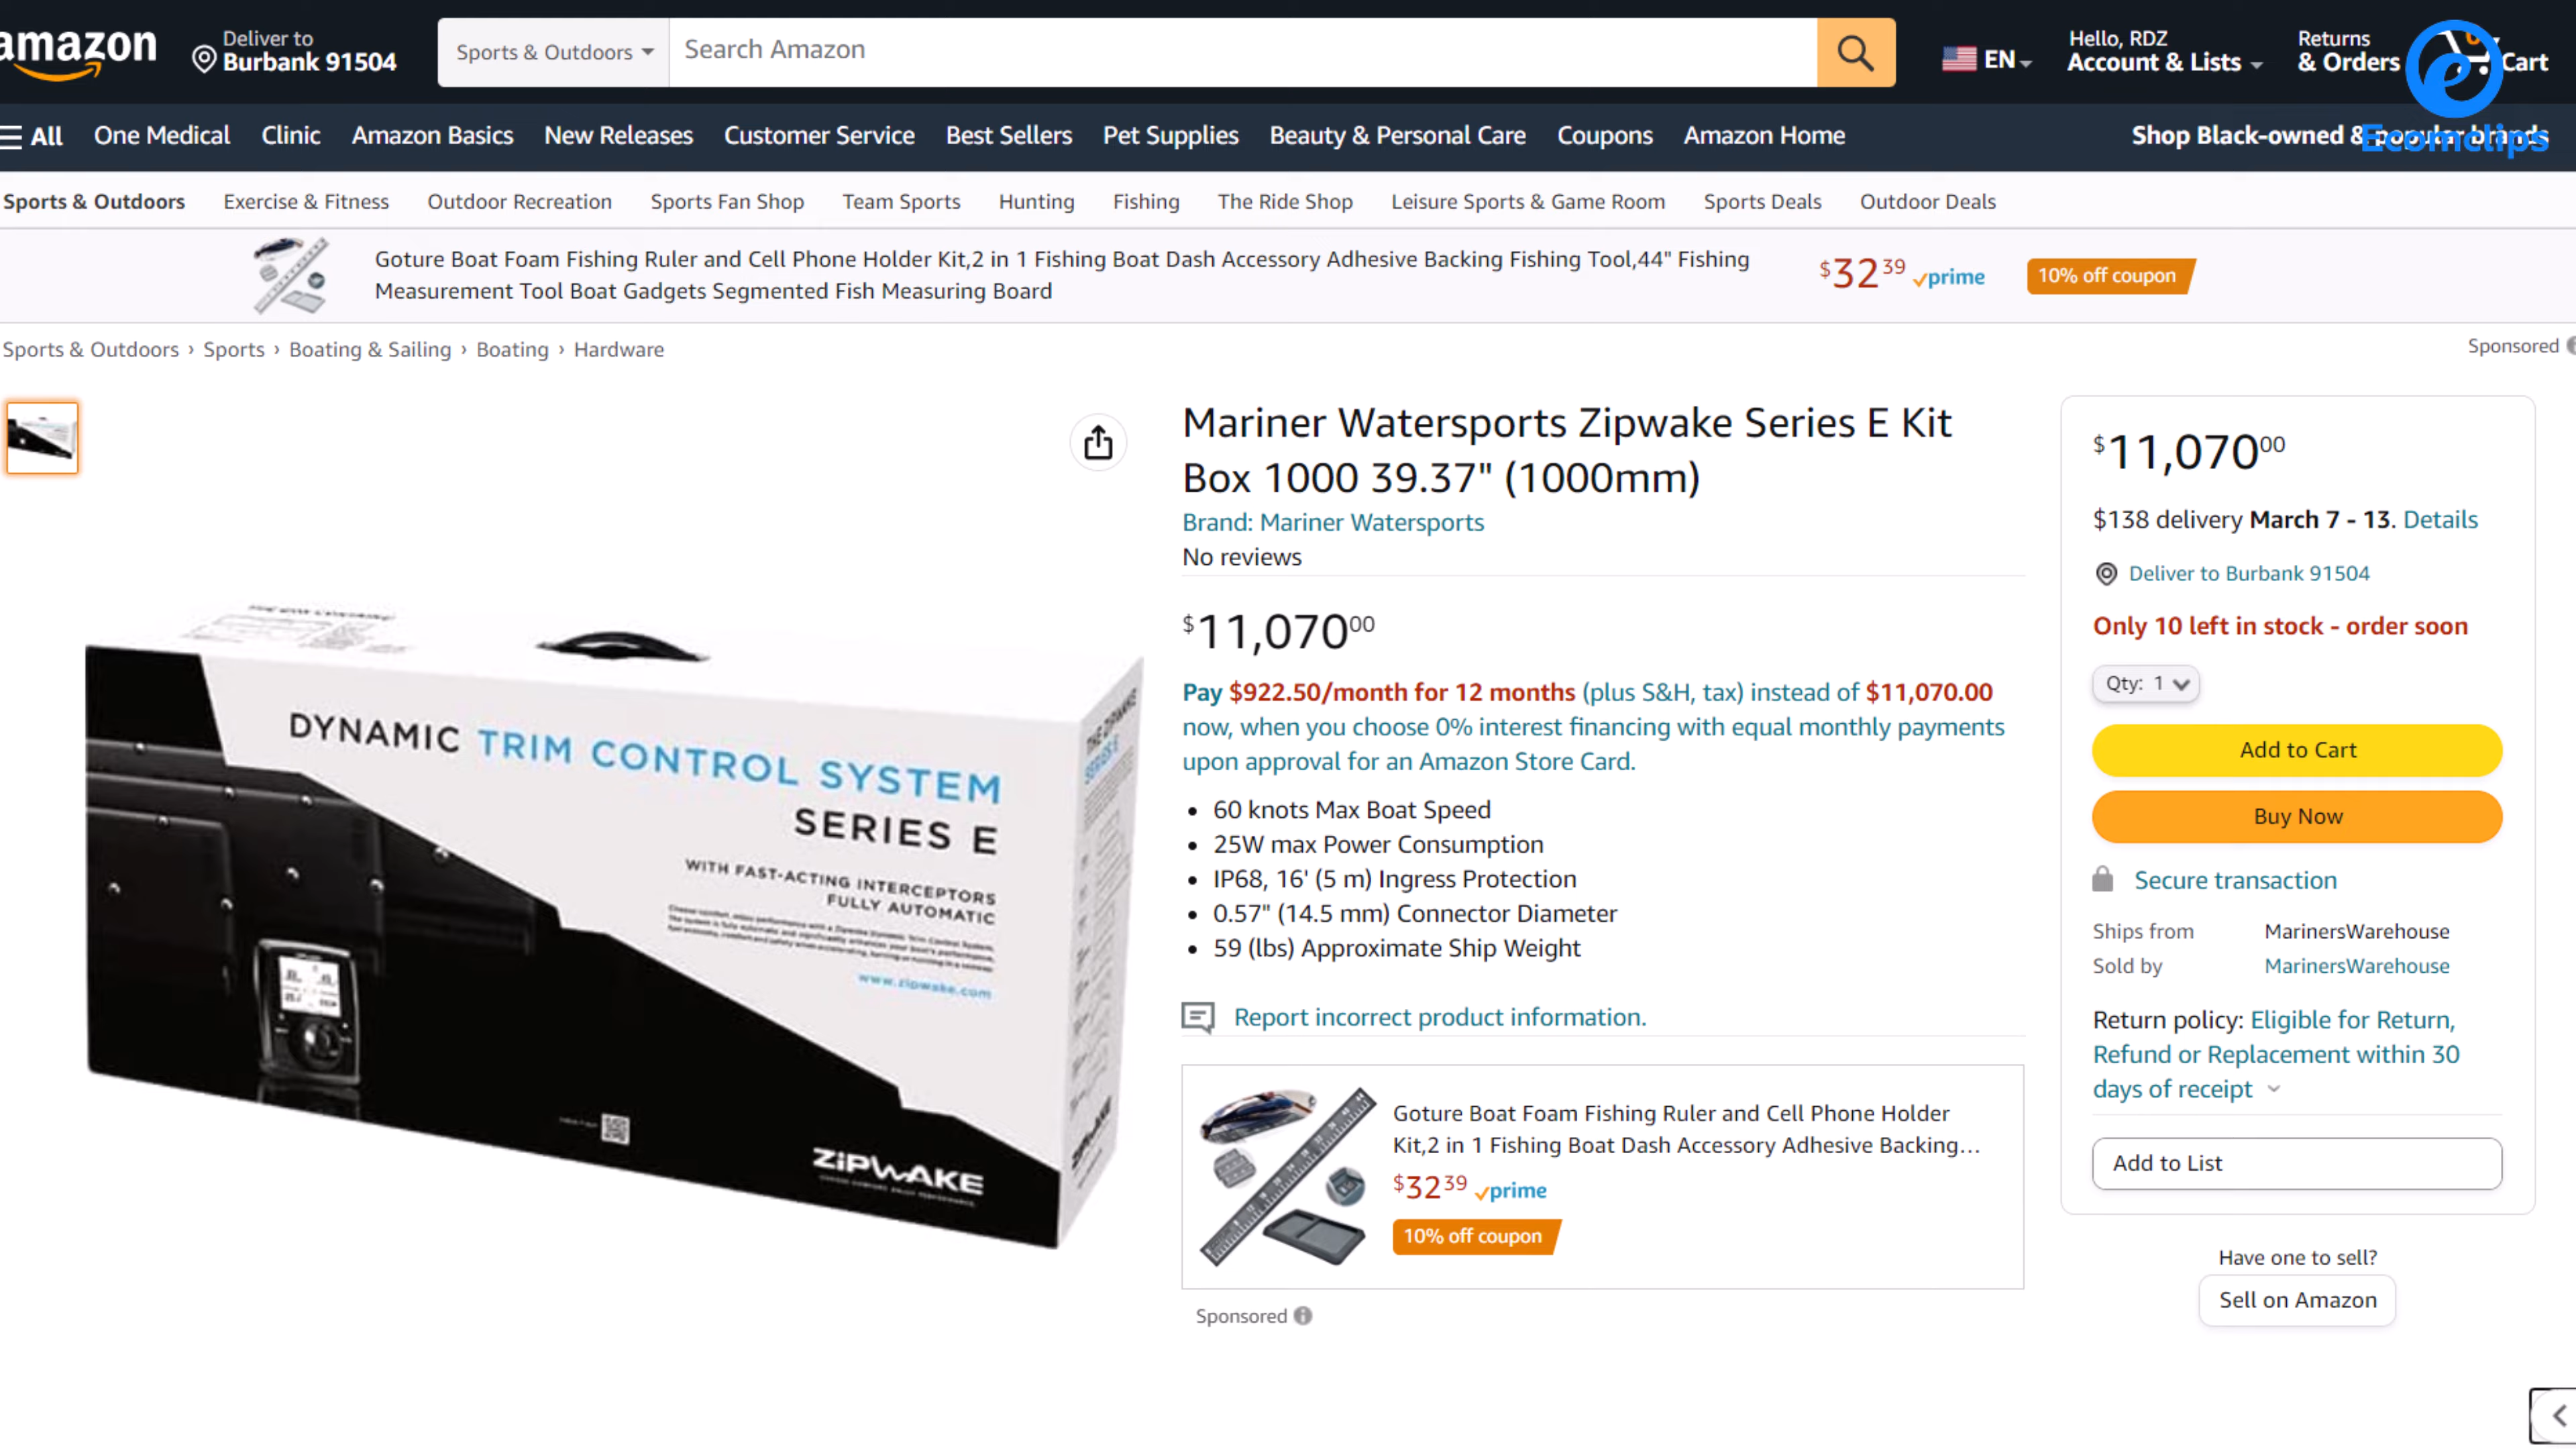 amazon
Deliver to
Burbank 91504
Sports & Outdoors
Search Amazon
EN
Hello, RDZ
Account & Lists
Returns
& Orders
Cart
All
One Medical
Clinic
Amazon Basics
New Releases
Customer Service
Best Sellers
Pet Supplies
Beauty & Personal Care
Coupons
Amazon Home
Shop Black-owned & popular brands
Ecomclips
Sports & Outdoors
Exercise & Fitness
Outdoor Recreation
Sports Fan Shop
Team Sports
Hunting
Fishing
The Ride Shop
Leisure Sports & Game Room
Sports Deals
Outdoor Deals
Goture Boat Foam Fishing Ruler and Cell Phone Holder Kit,2 in 1 Fishing Boat Dash Accessory Adhesive Backing Fishing Tool,44" Fishing
Measurement Tool Boat Gadgets Segmented Fish Measuring Board
$32 39 prime
10% off coupon
Sports & Outdoors › Sports › Boating & Sailing › Boating › Hardware
Sponsored
DYNAMIC TRIM CONTROL SYSTEM
SERIES E
WITH FAST-ACTING INTERCEPTORS
FULLY AUTOMATIC
www.zipwake.com
ZIPWAKE
Mariner Watersports Zipwake Series E Kit
Box 1000 39.37" (1000mm)
Brand: Mariner Watersports
No reviews
$11,070 00
Pay $922.50/month for 12 months (plus S&H, tax) instead of $11,070.00
now, when you choose 0% interest financing with equal monthly payments
upon approval for an Amazon Store Card.
• 60 knots Max Boat Speed
• 25W max Power Consumption
• IP68, 16' (5 m) Ingress Protection
• 0.57" (14.5 mm) Connector Diameter
• 59 (lbs) Approximate Ship Weight
Report incorrect product information.
Goture Boat Foam Fishing Ruler and Cell Phone Holder
Kit,2 in 1 Fishing Boat Dash Accessory Adhesive Backing...
$32 39 prime
10% off coupon
Sponsored
$11,070 00
$138 delivery March 7 - 13. Details
Deliver to Burbank 91504
Only 10 left in stock - order soon
Qty: 1
Add to Cart
Buy Now
Secure transaction
Ships from MarinersWarehouse
Sold by MarinersWarehouse
Return policy: Eligible for Return,
Refund or Replacement within 30
days of receipt
Add to List
Have one to sell?
Sell on Amazon